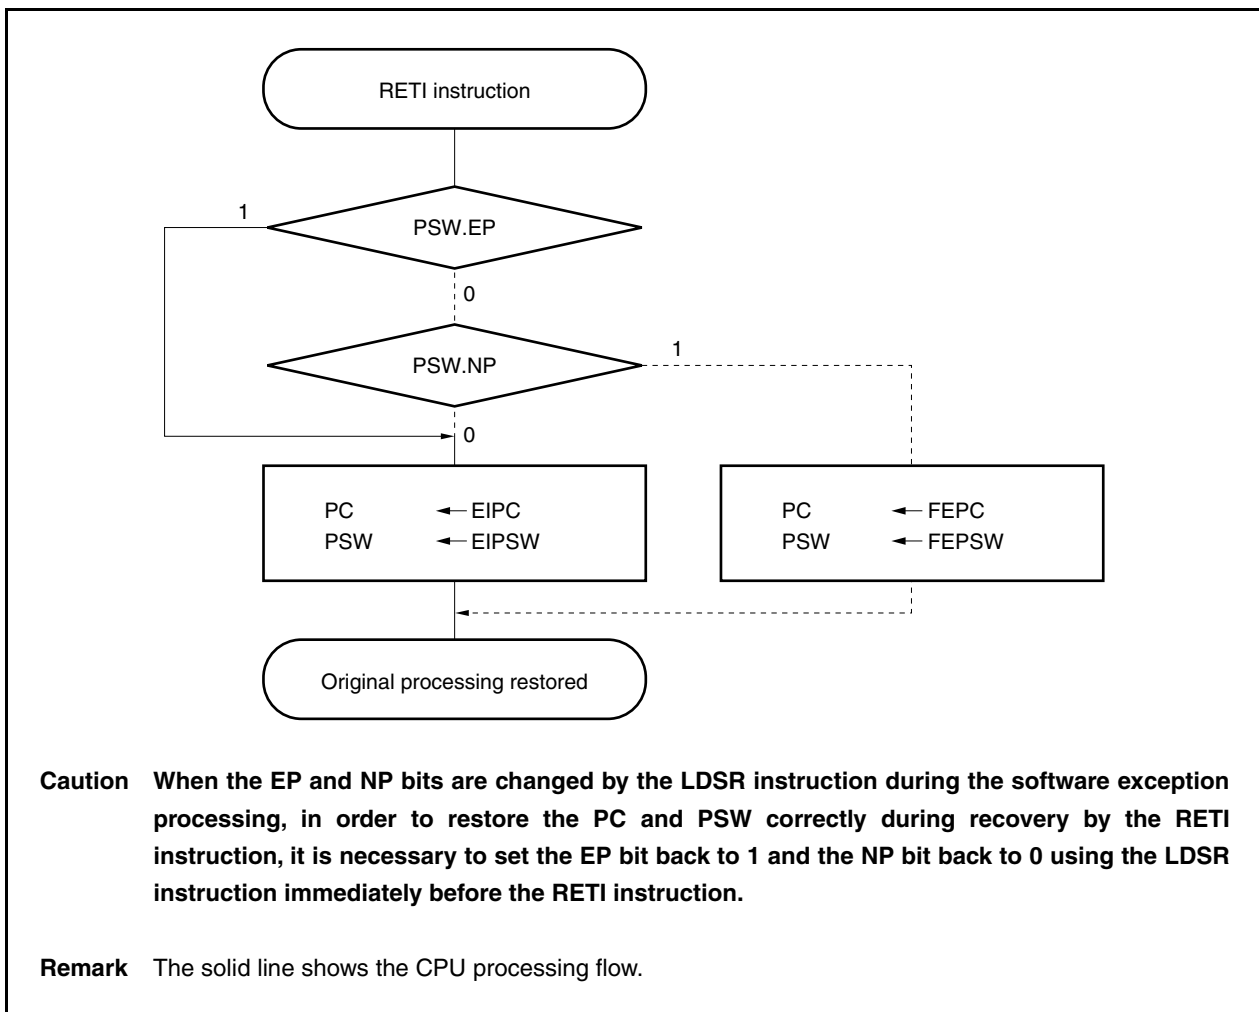 RETI instruction
1
PSW.EP
0
PSW.NP
1
0
PC ← EIPC
PSW ← EIPSW
PC ← FEPC
PSW ← FEPSW
Original processing restored
Caution When the EP and NP bits are changed by the LDSR instruction during the software exception
processing, in order to restore the PC and PSW correctly during recovery by the RETI
instruction, it is necessary to set the EP bit back to 1 and the NP bit back to 0 using the LDSR
instruction immediately before the RETI instruction.
Remark The solid line shows the CPU processing flow.